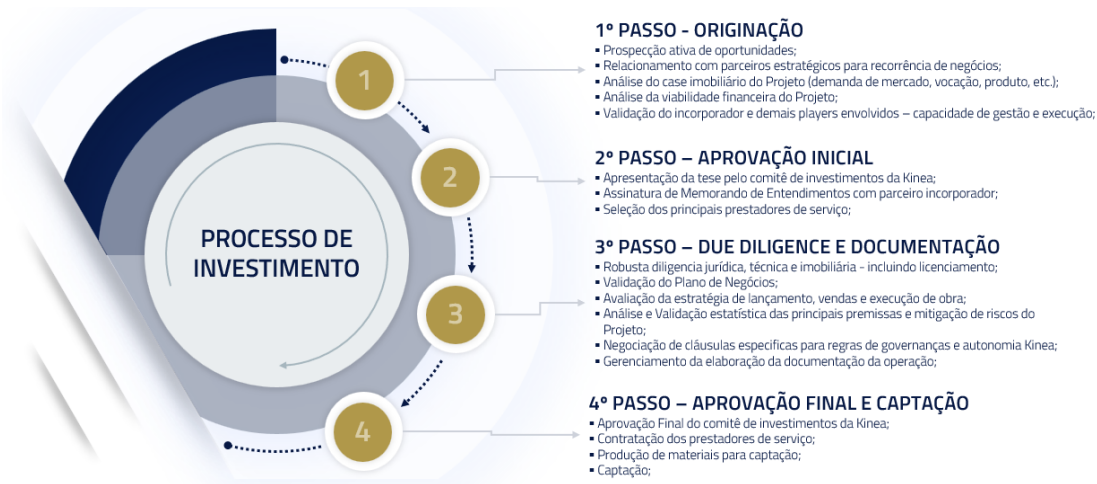 PROCESSO DE
INVESTIMENTO
1
2
3
4
1º PASSO - ORIGINAÇÃO
▪ Prospecção ativa de oportunidades;
▪ Relacionamento com parceiros estratégicos para recorrência de negócios;
▪ Análise do case imobiliário do Projeto (demanda de mercado, vocação, produto, etc.);
▪ Análise da viabilidade financeira do Projeto;
▪ Validação do incorporador e demais players envolvidos – capacidade de gestão e execução;
2º PASSO – APROVAÇÃO INICIAL
▪ Apresentação da tese pelo comitê de investimentos da Kinea;
▪ Assinatura de Memorando de Entendimentos com parceiro incorporador;
▪ Seleção dos principais prestadores de serviço;
3º PASSO – DUE DILIGENCE E DOCUMENTAÇÃO
▪ Robusta diligencia jurídica, técnica e imobiliária - incluindo licenciamento;
▪ Validação do Plano de Negócios;
▪ Avaliação da estratégia de lançamento, vendas e execução de obra;
▪ Análise e Validação estatística das principais premissas e mitigação de riscos do
Projeto;
▪ Negociação de cláusulas especificas para regras de governanças e autonomia Kinea;
▪ Gerenciamento da elaboração da documentação da operação;
4º PASSO – APROVAÇÃO FINAL E CAPTAÇÃO
▪ Aprovação Final do comitê de investimentos da Kinea;
▪ Contratação dos prestadores de serviço;
▪ Produção de materiais para captação;
▪ Captação;